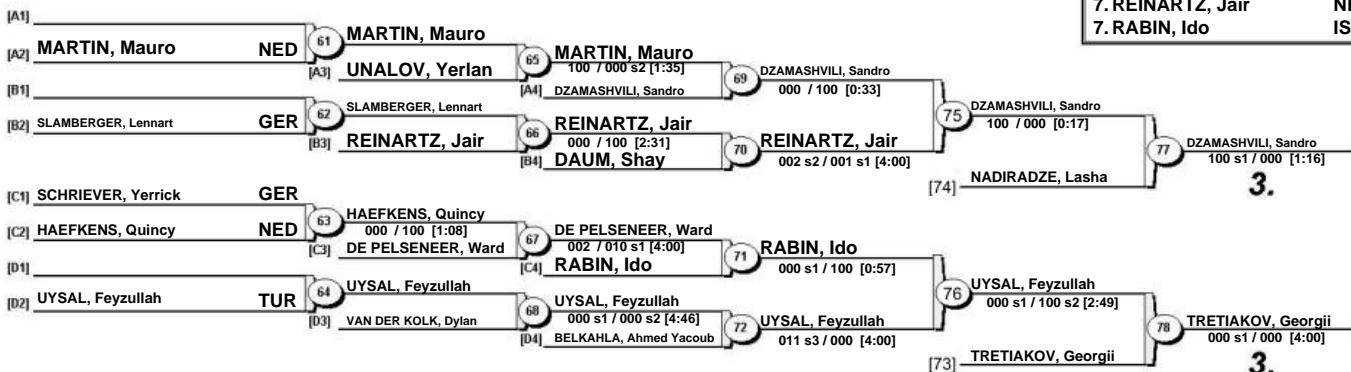 7. REINARTZ, Jair
7. RABIN, Ido IS
[A1]
[A2] MARTIN, Mauro NED 61 MARTIN, Mauro
[A3] UNALOV, Yerlan 65 MARTIN, Mauro
100 / 000 s2 [1:35]
[A4] DZAMASHVILI, Sandro 69 DZAMASHVILI, Sandro
000 / 100 [0:33]
[B1]
[B2] SLAMBERGER, Lennart GER 62 SLAMBERGER, Lennart
[B3] REINARTZ, Jair 66 REINARTZ, Jair
000 / 100 [2:31]
[B4] DAUM, Shay 70 REINARTZ, Jair
002 s2 / 001 s1 [4:00]
75 DZAMASHVILI, Sandro
100 / 000 [0:17]
[74] NADIRADZE, Lasha 77 DZAMASHVILI, Sandro
100 s1 / 000 [1:16]
3.
[C1] SCHRIEVER, Yerrick GER
[C2] HAEFKENS, Quincy NED 63 HAEFKENS, Quincy
000 / 100 [1:08]
[C3] DE PELSENEER, Ward 67 DE PELSENEER, Ward
002 / 010 s1 [4:00]
[C4] RABIN, Ido 71 RABIN, Ido
000 s1 / 100 [0:57]
[D1]
[D2] UYSAL, Feyzullah TUR 64 UYSAL, Feyzullah
[D3] VAN DER KOLK, Dylan 68 UYSAL, Feyzullah
000 s1 / 000 s2 [4:46]
[D4] BELKAHLA, Ahmed Yacoub 72 UYSAL, Feyzullah
011 s3 / 000 [4:00]
76 UYSAL, Feyzullah
000 s1 / 100 s2 [2:49]
[73] TRETIAKOV, Georgii 78 TRETIAKOV, Georgii
000 s1 / 000 [4:00]
3.